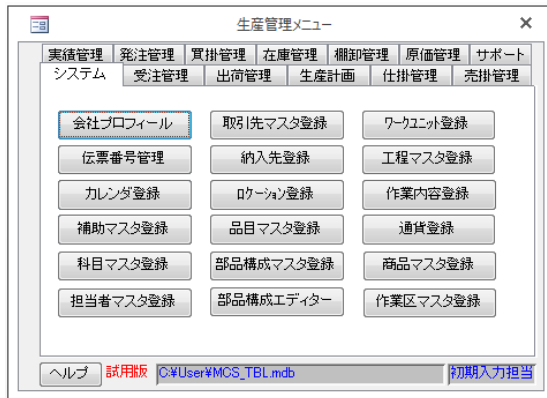 生産管理メニュー
実績管理 発注管理 買掛管理 在庫管理 棚卸管理 原価管理 サポート
システム 受注管理 出荷管理 生産計画 仕掛管理 売掛管理
会社プロフィール 取引先マスタ登録 ワークユニット登録
伝票番号管理 納入先登録 工程マスタ登録
カレンダ登録 ロケーション登録 作業内容登録
補助マスタ登録 品目マスタ登録 通貨登録
科目マスタ登録 部品構成マスタ登録 商品マスタ登録
担当者マスタ登録 部品構成エディター 作業区マスタ登録
ヘルプ 試用版 C:¥User¥MCS_TBL.mdb 初期入力担当